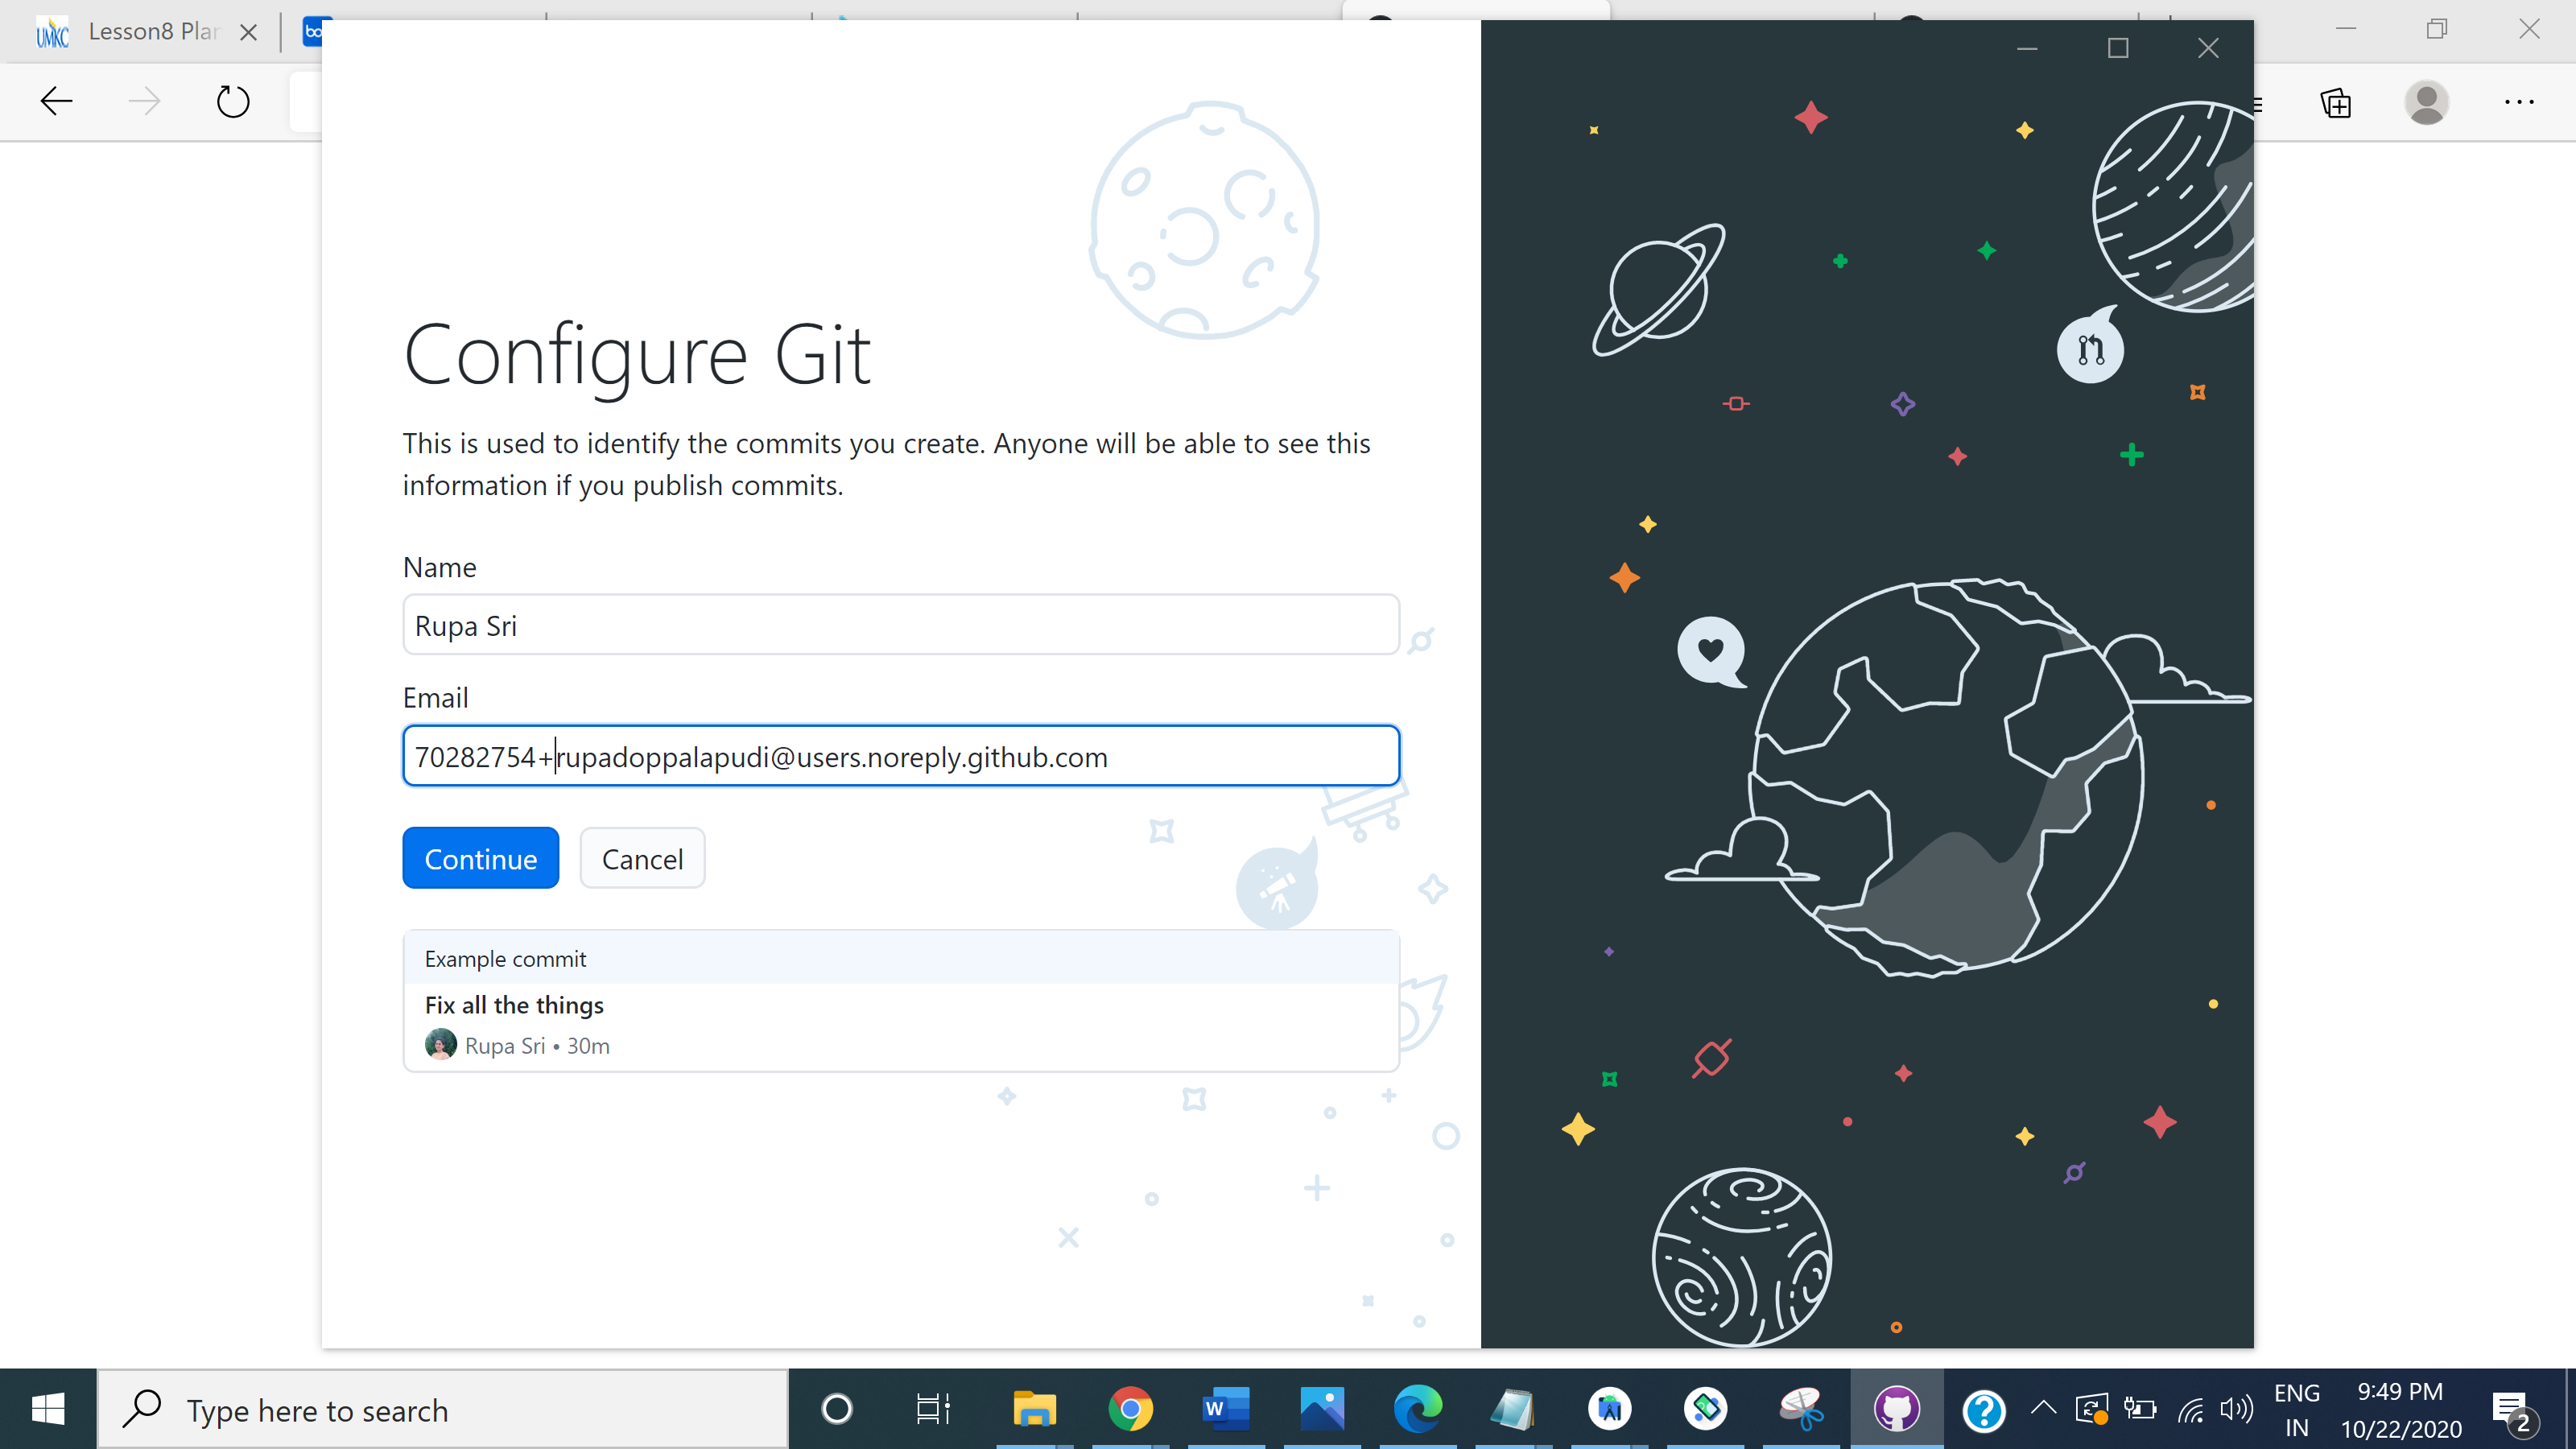 UMKC Lesson8 Plan
Configure Git
This is used to identify the commits you create. Anyone will be able to see this
information if you publish commits.
Name
Rupa Sri
Email
70282754+rupadoppalapudi@users.noreply.github.com
Continue Cancel
Example commit
Fix all the things
Rupa Sri • 30m
Type here to search
W
ENG
IN
9:49 PM
10/22/2020
2